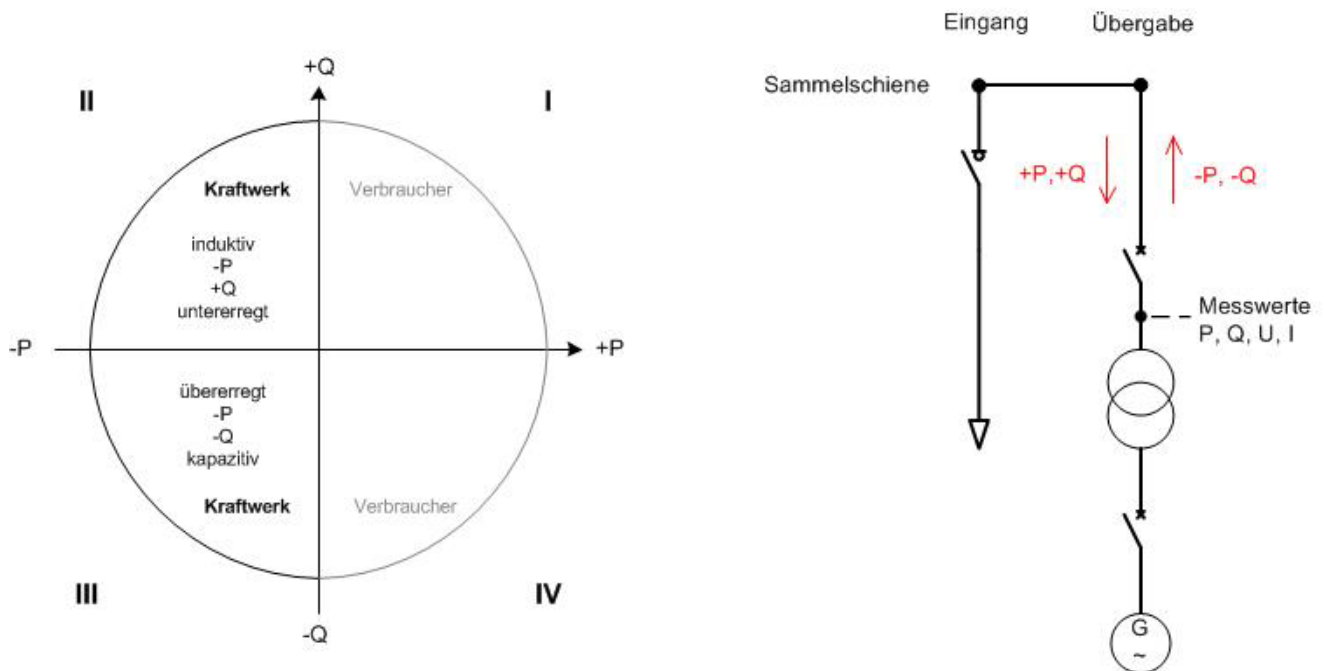 +Q
II
I
Kraftwerk
Verbraucher
induktiv
-P
+Q
untererregt
-P
+P
übererregt
-P
-Q
kapazitiv
Kraftwerk
Verbraucher
III
IV
-Q
Eingang
Übergabe
Sammelschiene
+P,+Q
-P, -Q
Messwerte
P, Q, U, I
G
~